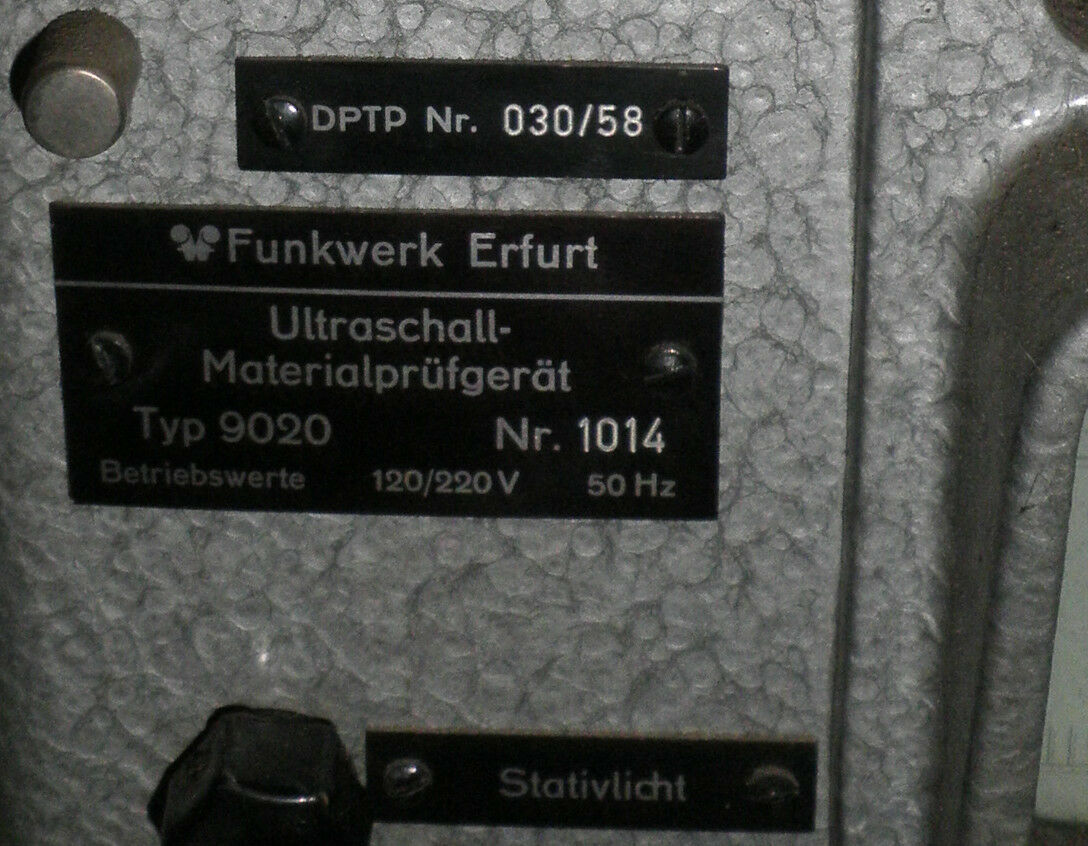 DPTP Nr. 030/58
Funkwerk Erfurt
Ultraschall-
Materialprüfgerät
Typ 9020 Nr. 1014
Betriebswerte 120/220 V 50 Hz
Stativlicht